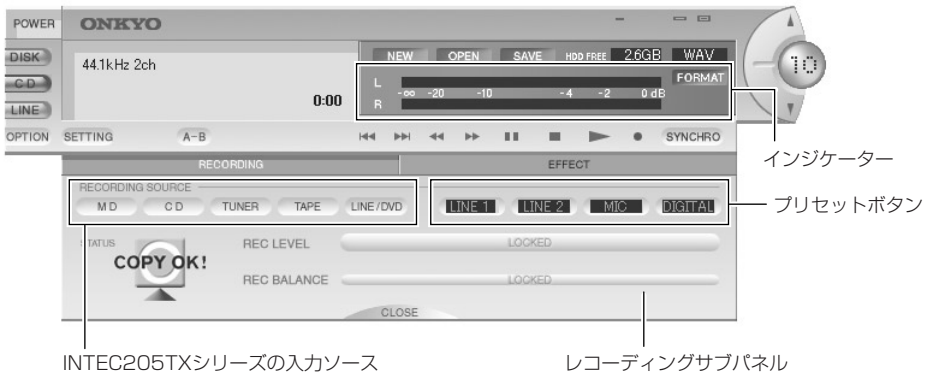 POWER ONKYO
DISK NEW OPEN SAVE HDD FREE 2.6GB WAV
44.1kHz 2ch
CD L FORMAT
-∞ -20 -10 -4 -2 0 dB
10
LINE 0:00 R
OPTION SETTING A-B SYNCHRO
インジケーター
RECORDING EFFECT
RECORDING SOURCE
MD CD TUNER TAPE LINE/DVD LINE 1 LINE 2 MIC DIGITAL
プリセットボタン
STATUS REC LEVEL LOCKED
COPY OK!
REC BALANCE LOCKED
CLOSE
INTEC205TXシリーズの入力ソース
レコーディングサブパネル